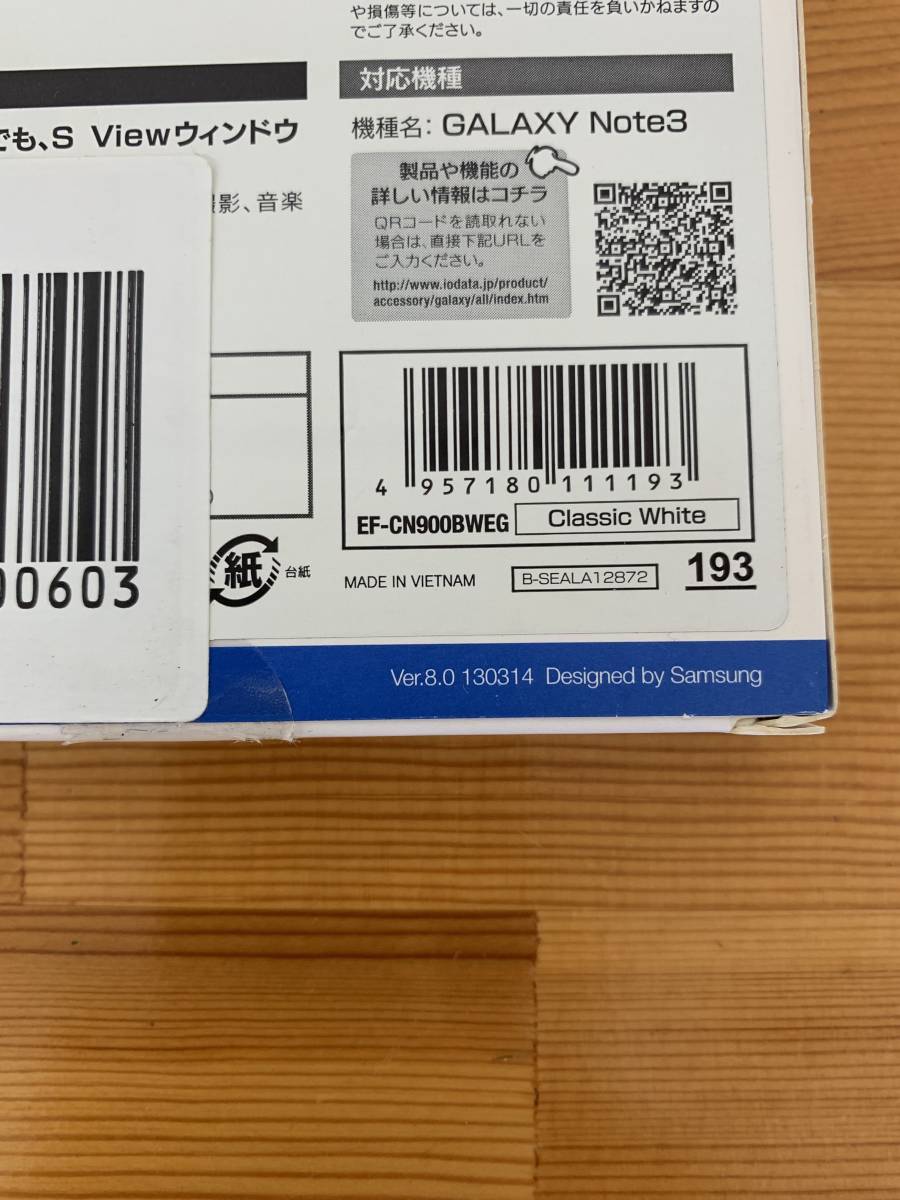 や損傷等については、一切の責任を負いかねますの
でご了承ください。
対応機種
でも、S Viewウィンドウ
機種名: GALAXY Note3
影、音楽
製品や機能の
詳しい情報はコチラ
QRコードを読取れない
場合は、直接下記URLを
ご入力ください。
http://www.iodata.jp/product/
accessory/galaxy/all/index.htm
4 957180 111193
EF-CN900BWEG Classic White
00603
紙 台紙
MADE IN VIETNAM B-SEALA12872 193
Ver.8.0 130314 Designed by Samsung